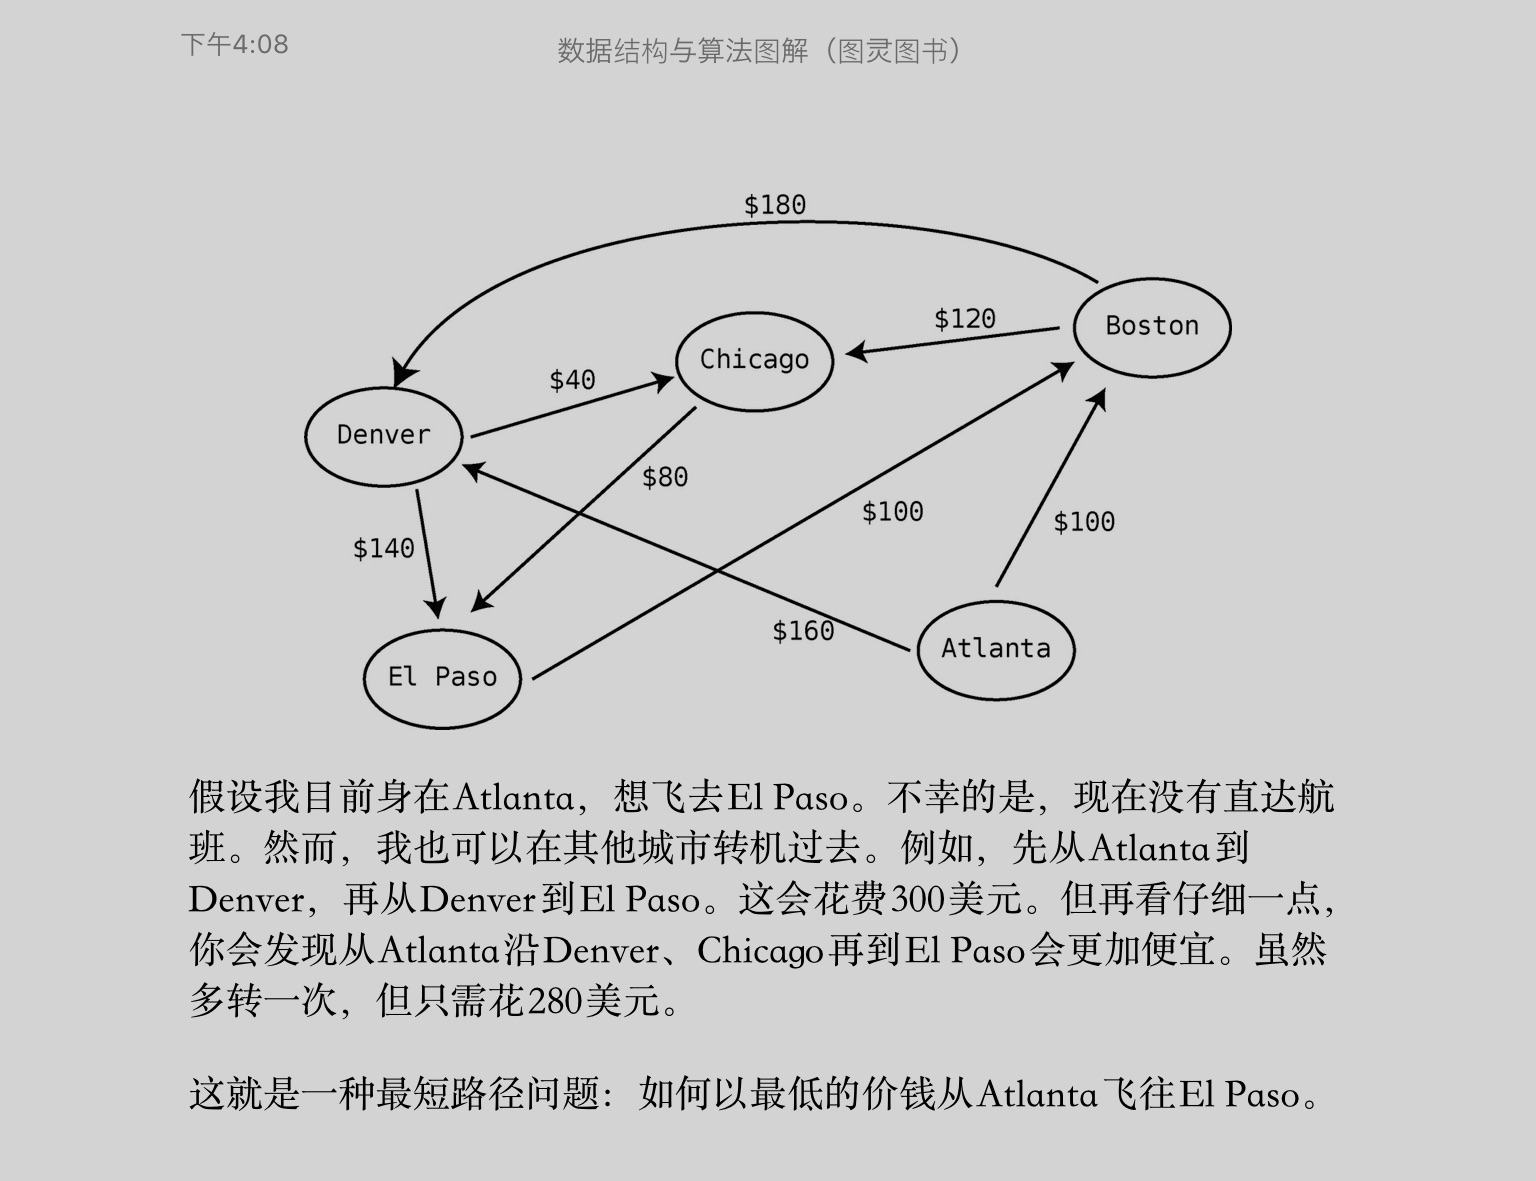 下午4:08
数据结构与算法图解（图灵图书）
$180
$120
Boston
Chicago
$40
Denver
$80
$100
$100
$140
$160
Atlanta
El Paso
假设我目前身在Atlanta，想飞去El Paso。不幸的是，现在没有直达航
班。然而，我也可以在其他城市转机过去。例如，先从Atlanta到
Denver，再从Denver到El Paso。这会花费300美元。但再看仔细一点，
你会发现从Atlanta沿Denver、Chicago再到El Paso会更加便宜。虽然
多转一次，但只需花280美元。
这就是一种最短路径问题：如何以最低的价钱从Atlanta飞往El Paso。